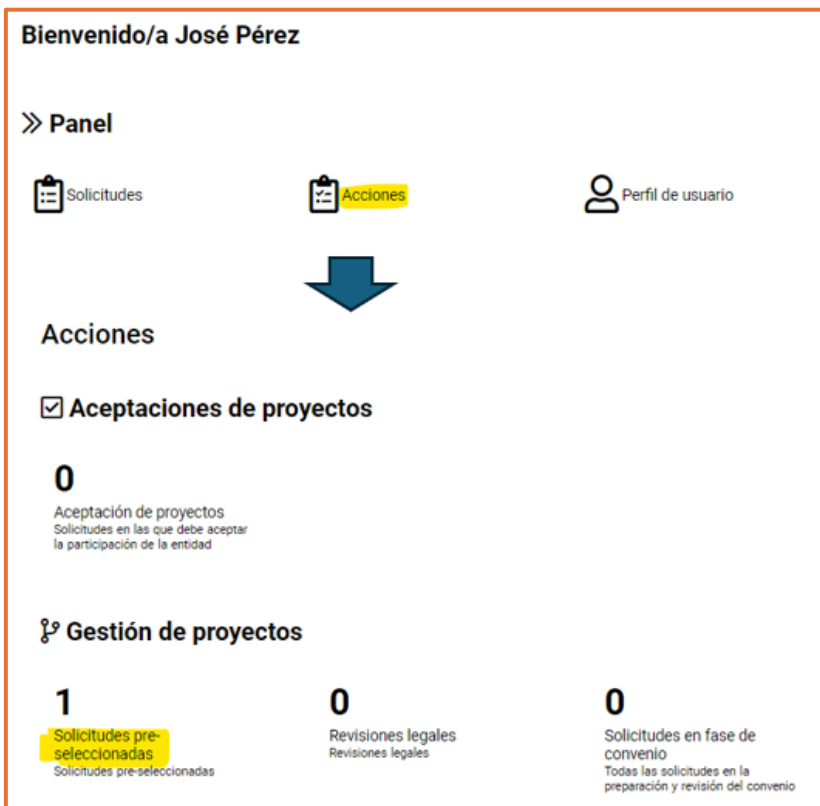 Bienvenido/a José Pérez
Panel
Solicitudes
Acciones
Perfil de usuario
Acciones
Aceptaciones de proyectos
0
Aceptación de proyectos
Solicitudes en las que debe aceptar
la participación de la entidad
Gestión de proyectos
1
Solicitudes pre-
seleccionadas
Solicitudes pre-seleccionadas
0
Revisiones legales
Revisiones legales
0
Solicitudes en fase de
convenio
Todas las solicitudes en la
preparación y revisión del convenio